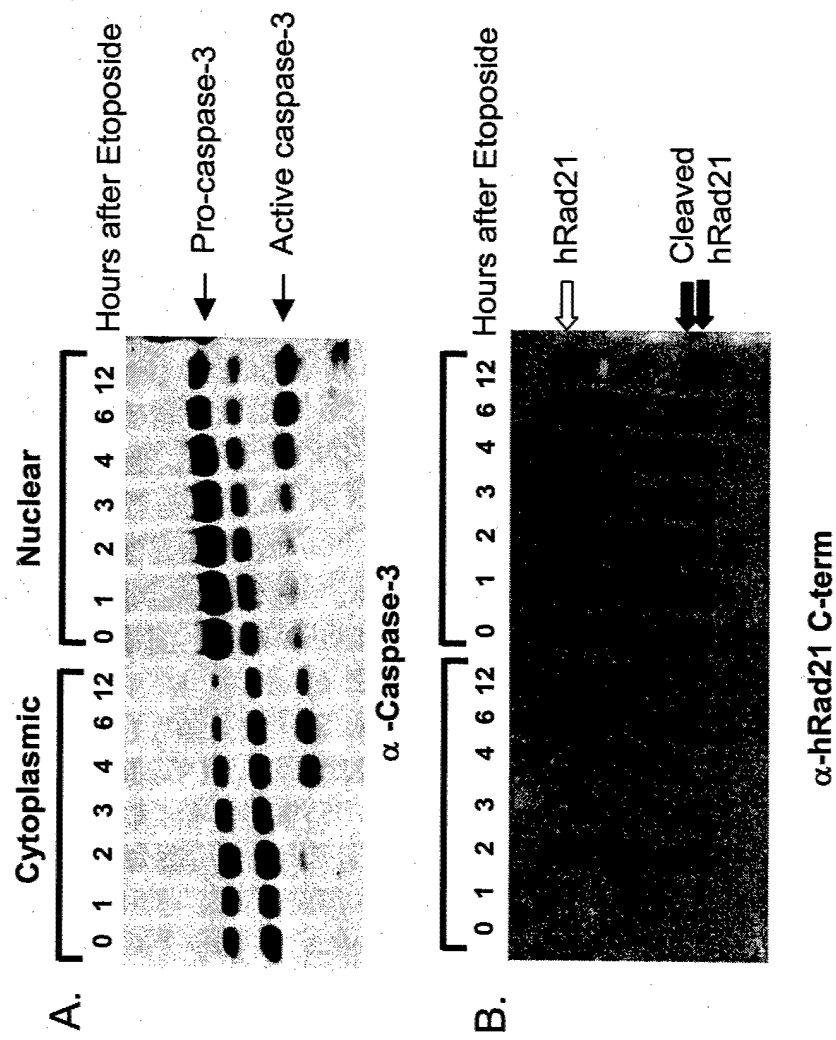 A.
Cytoplasmic Nuclear
0 1 2 3 4 6 12 0 1 2 3 4 6 12 Hours after Etoposide
Pro-caspase-3
Active caspase-3
α -Caspase-3
B.
0 1 2 3 4 6 12 0 1 2 3 4 6 12 Hours after Etoposide
hRad21
Cleaved
hRad21
α-hRad21 C-term